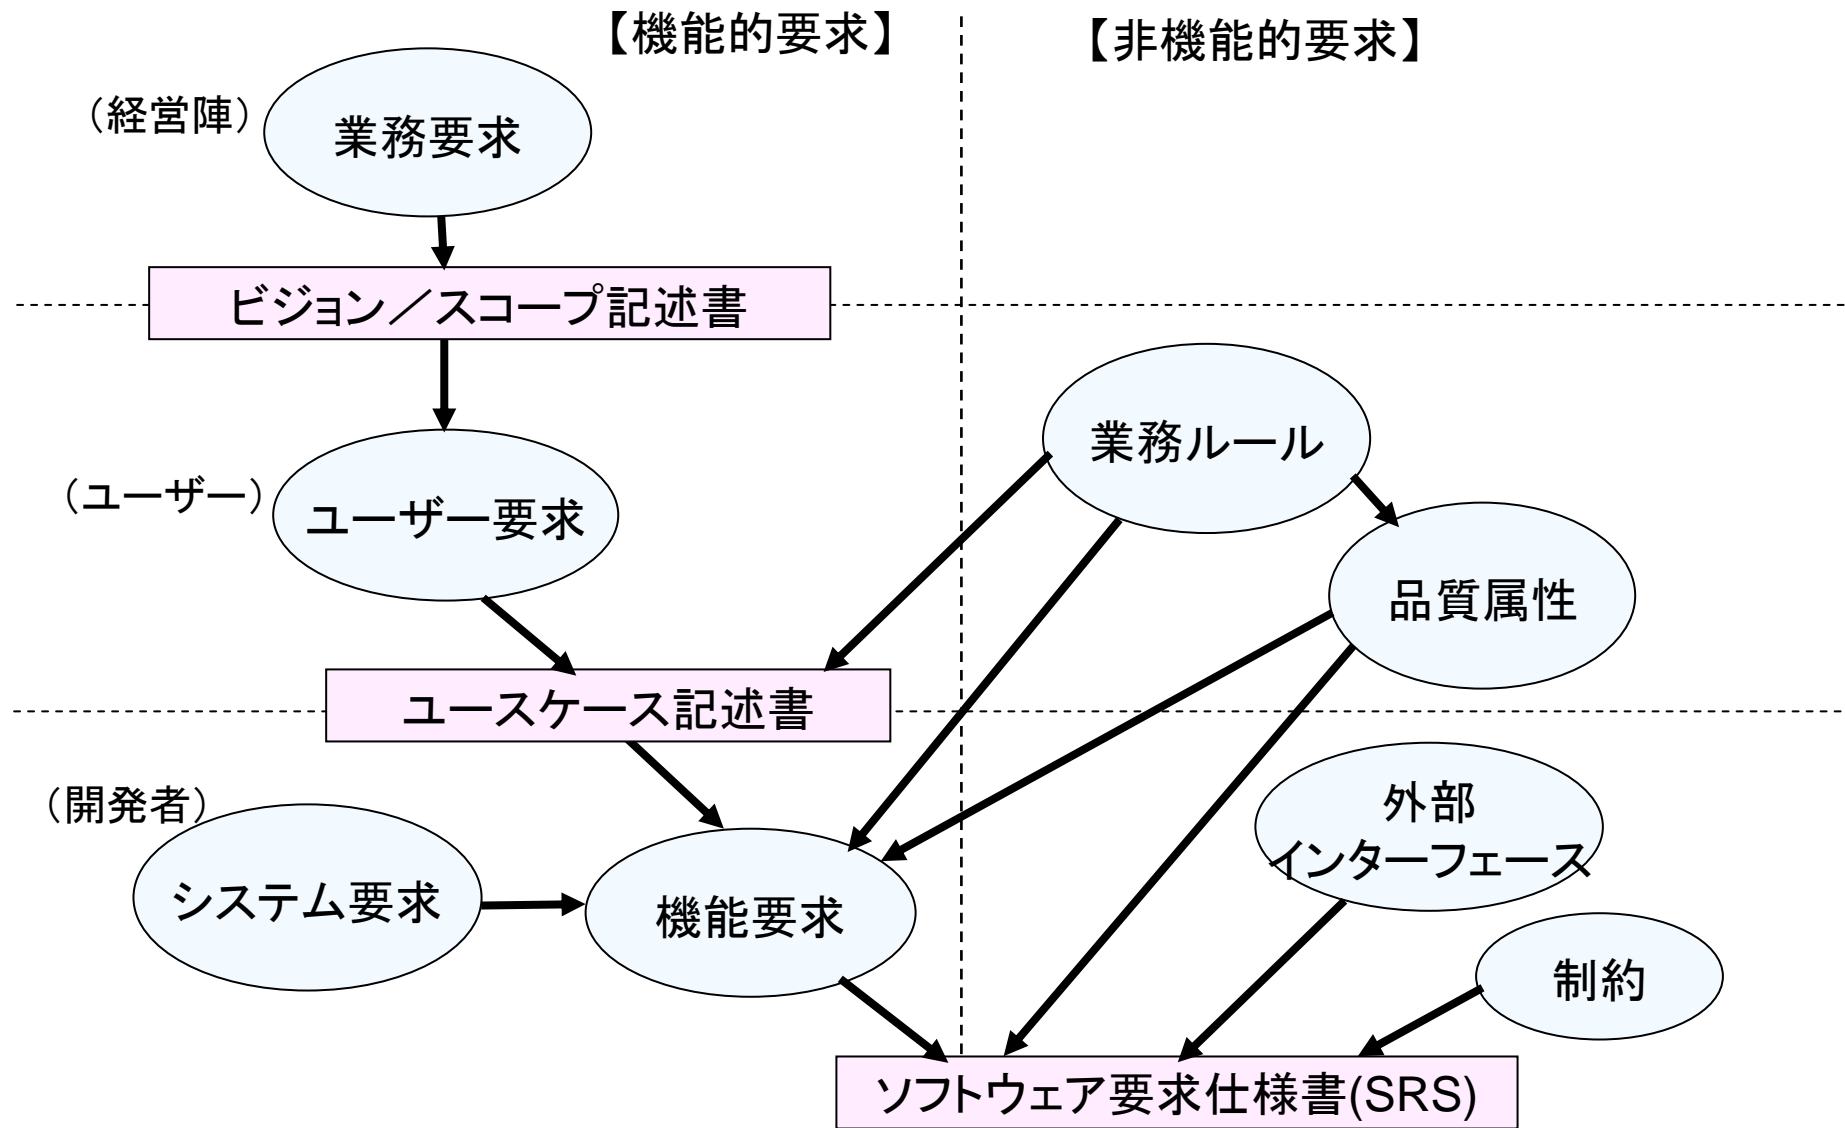 【機能的要求】
【非機能的要求】
（経営陣）
業務要求
ビジョン／スコープ記述書
業務ルール
（ユーザー）
ユーザー要求
品質属性
ユースケース記述書
（開発者）
外部
インターフェース
システム要求
機能要求
制約
ソフトウェア要求仕様書(SRS)